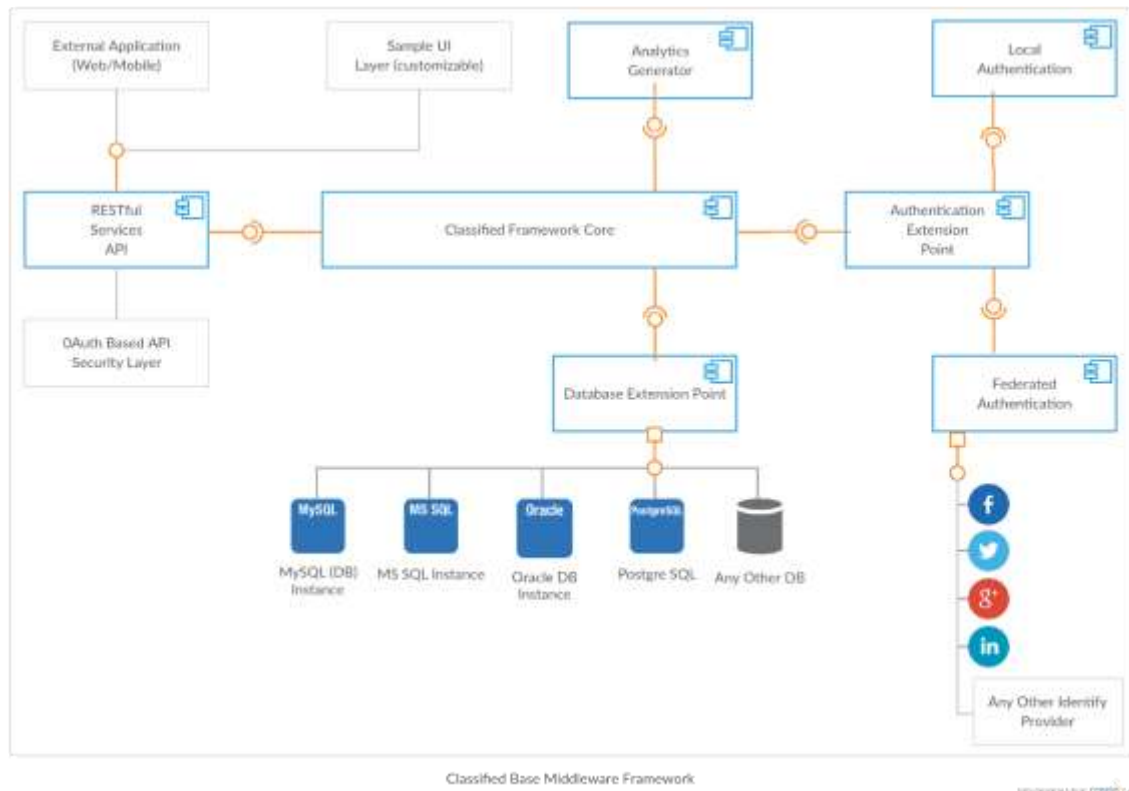 External Application
(Web/Mobile)
Sample UI
Layer (customizable)
Analytics
Generator
Local
Authentication
RESTful
Services
API
Classified Framework Core
Authentication
Extension
Point
0Auth Based API
Security Layer
Database Extension Point
Federated
Authentication
MySQL
MS SQL
Oracle
PostgreSQL
f
g+
in
MySQL (DB)
Instance
MS SQL Instance
Oracle DB
Instance
Postgre SQL
Any Other DB
Any Other Identify
Provider
Classified Base Middleware Framework